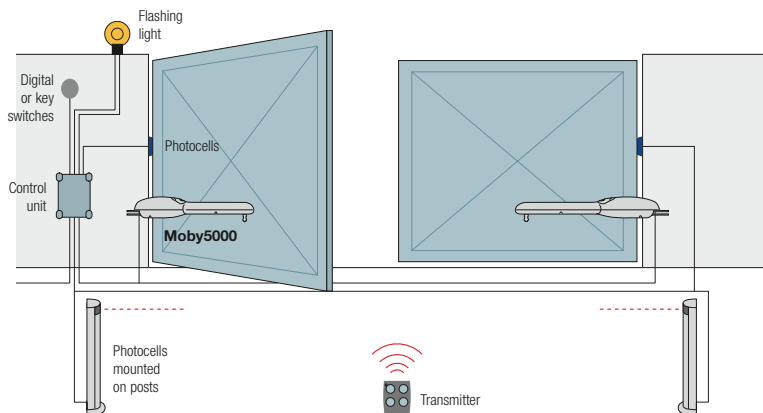 Flashing
light
Digital
or key
switches
Photocells
Control
unit
Moby5000
Photocells
mounted
on posts
Transmitter